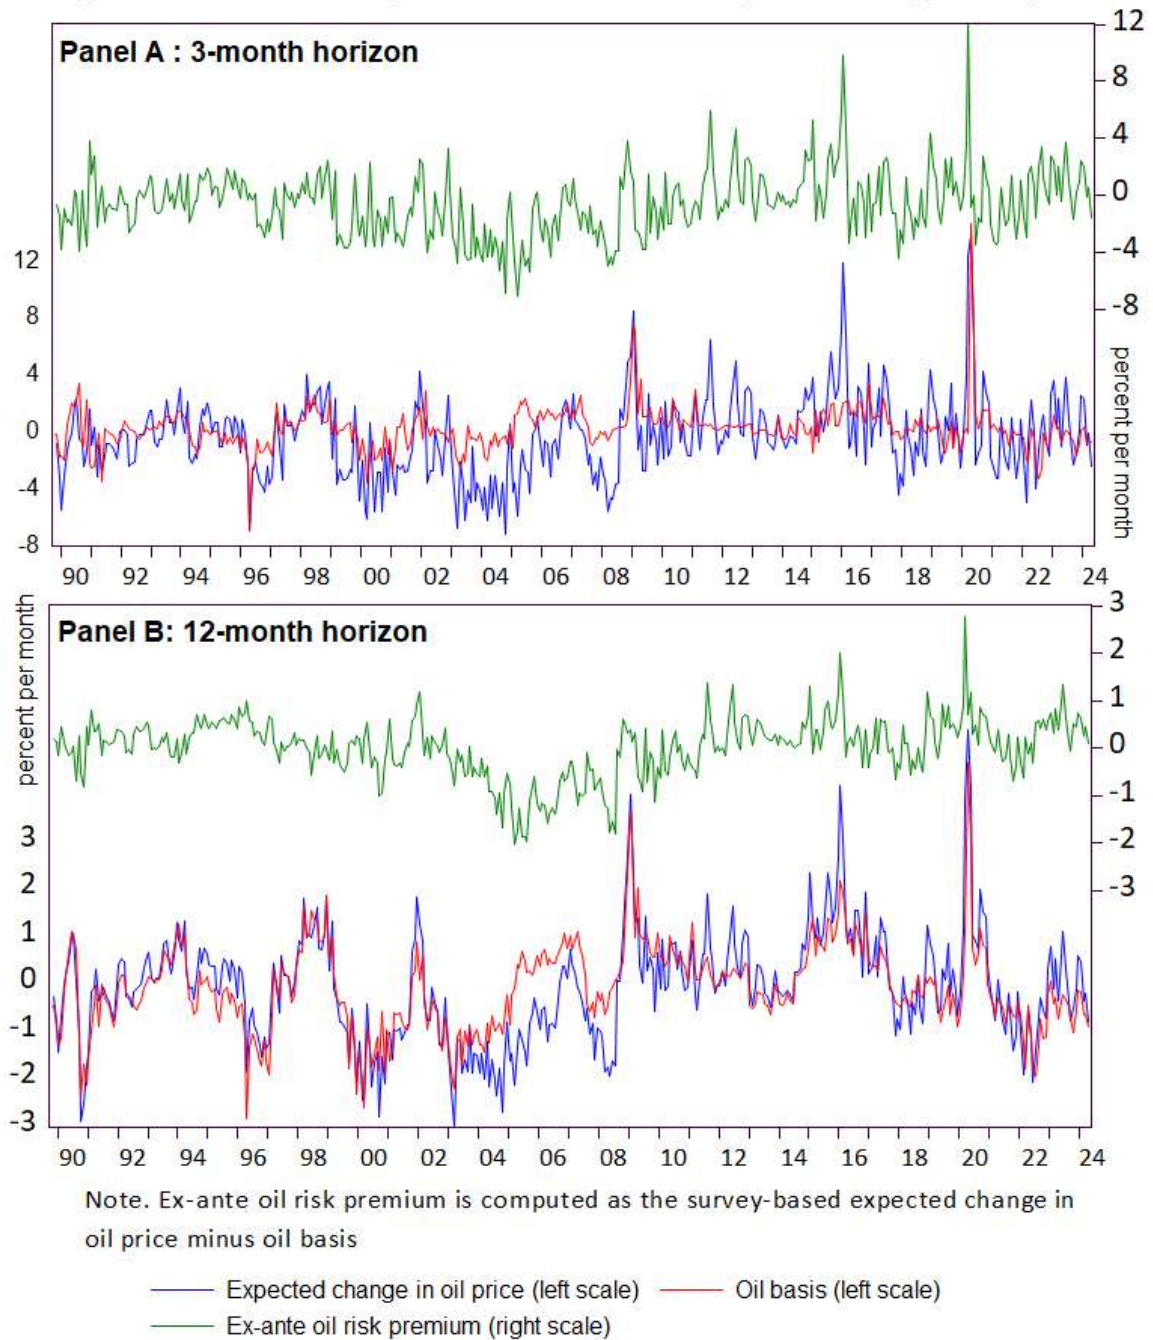 Panel A : 3-month horizon
12
8
4
0
-4
-8
12
8
4
0
-4
-8
percent per month
90 92 94 96 98 00 02 04 06 08 10 12 14 16 18 20 22 24
percent per month
Panel B: 12-month horizon
3
2
1
0
-1
-2
-3
3
2
1
0
-1
-2
-3
90 92 94 96 98 00 02 04 06 08 10 12 14 16 18 20 22 24
Note. Ex-ante oil risk premium is computed as the survey-based expected change in
oil price minus oil basis
Expected change in oil price (left scale) Oil basis (left scale)
Ex-ante oil risk premium (right scale)